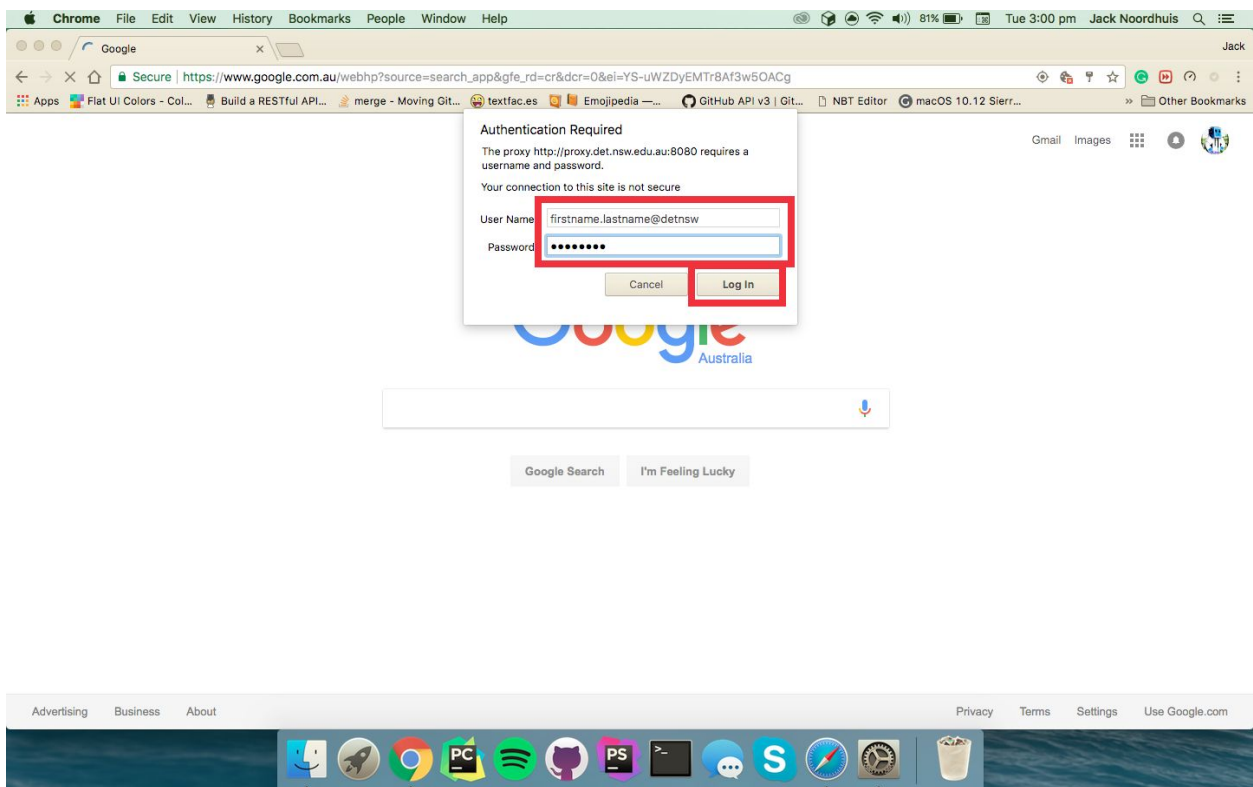 Chrome File Edit View History Bookmarks People Window Help 81% Tue 3:00 pm Jack Noordhuis
Google Jack
Secure | https://www.google.com.au/webhp?source=search_app&gfe_rd=cr&dcr=0&ei=YS-uWZDyEMTr8Af3w5OACg
Apps Flat UI Colors - Col... Build a RESTful API... merge - Moving Git... textfac.es Emojipedia —... GitHub API v3 | Git... NBT Editor macOS 10.12 Sierr... » Other Bookmarks
Gmail Images
Authentication Required
The proxy http://proxy.det.nsw.edu.au:8080 requires a
username and password.
Your connection to this site is not secure
User Name firstname.lastname@detnsw
Password ••••••••
Cancel Log In
Google
Australia
Google Search I'm Feeling Lucky
Advertising Business About Privacy Terms Settings Use Google.com
PC PS >_ S